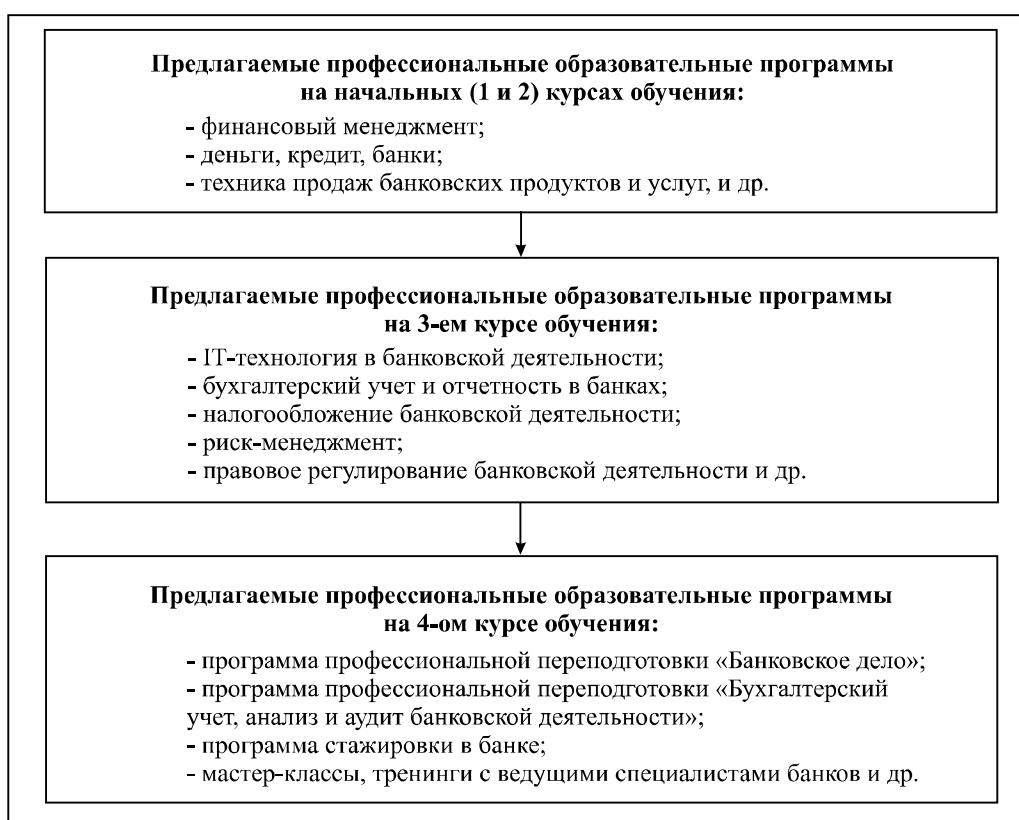 Предлагаемые профессиональные образовательные программы
на начальных (1 и 2) курсах обучения:
- финансовый менеджмент;
- деньги, кредит, банки;
- техника продаж банковских продуктов и услуг, и др.
Предлагаемые профессиональные образовательные программы
на 3-ем курсе обучения:
- IT-технология в банковской деятельности;
- бухгалтерский учет и отчетность в банках;
- налогообложение банковской деятельности;
- риск-менеджмент;
- правовое регулирование банковской деятельности и др.
Предлагаемые профессиональные образовательные программы
на 4-ом курсе обучения:
- программа профессиональной переподготовки «Банковское дело»;
- программа профессиональной переподготовки «Бухгалтерский
учет, анализ и аудит банковской деятельности»;
- программа стажировки в банке;
- мастер-классы, тренинги с ведущими специалистами банков и др.